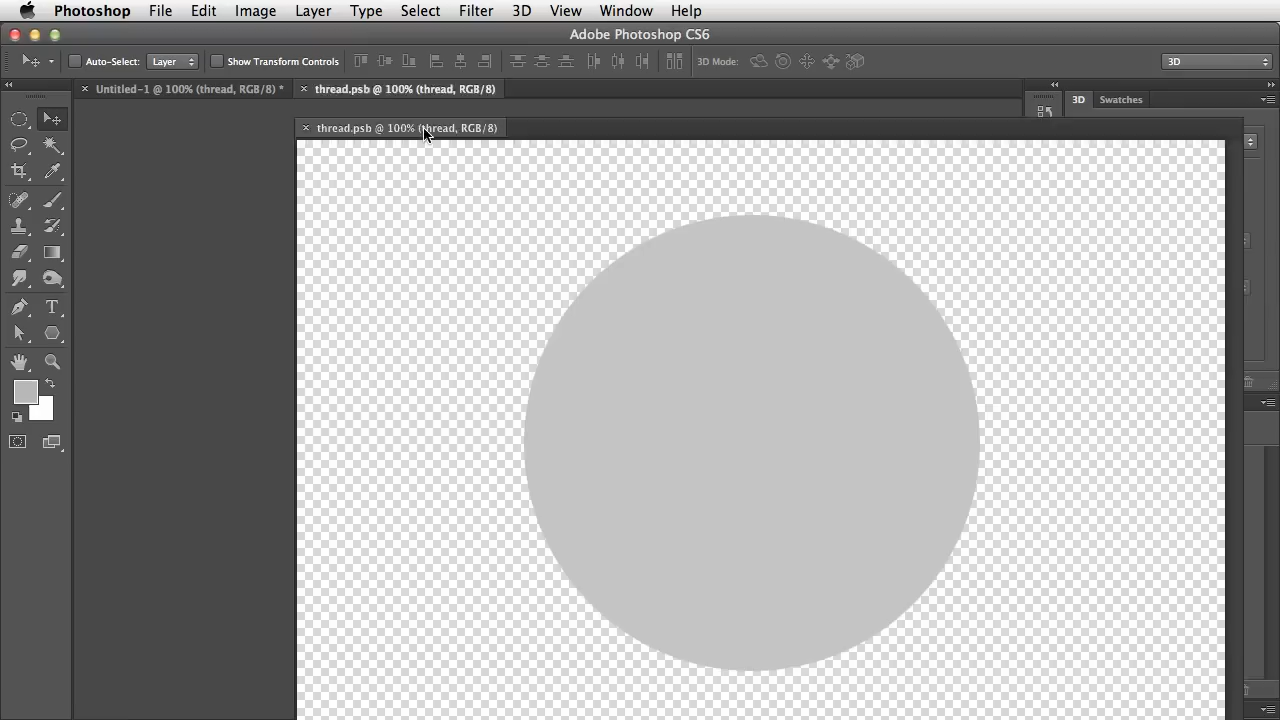 Photoshop File Edit Image Layer Type Select Filter 3D View Window Help
Adobe Photoshop CS6
Auto-Select: Layer Show Transform Controls 3D Mode: 3D
Untitled-1 @ 100% (thread, RGB/8) * thread.psb @ 100% (thread, RGB/8)
3D Swatches
thread.psb @ 100% (thread, RGB/8)
T